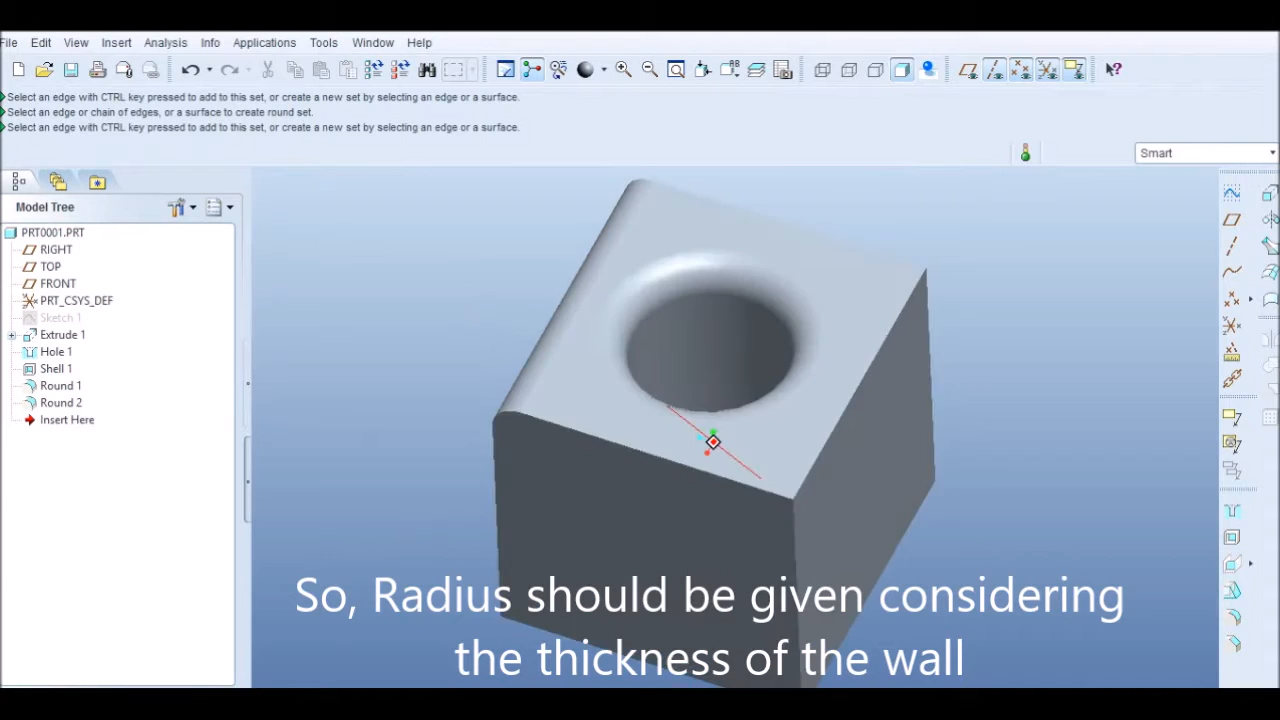 File Edit View Insert Analysis Info Applications Tools Window Help
Select an edge with CTRL key pressed to add to this set, or create a new set by selecting an edge or a surface.
Select an edge or chain of edges, or a surface to create round set.
Select an edge with CTRL key pressed to add to this set, or create a new set by selecting an edge or a surface.
Smart
Model Tree
PRT0001.PRT
RIGHT
TOP
FRONT
PRT_CSYS_DEF
Sketch 1
Extrude 1
Hole 1
Shell 1
Round 1
Round 2
Insert Here
So, Radius should be given considering
the thickness of the wall